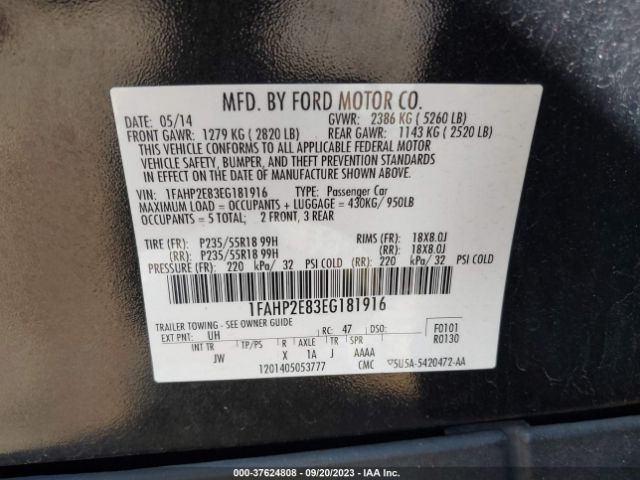 MFD. BY FORD MOTOR CO.
DATE: 05/14 GVWR: 2386 KG ( 5260 LB)
FRONT GAWR: 1279 KG ( 2820 LB) REAR GAWR: 1143 KG ( 2520 LB)
THIS VEHICLE CONFORMS TO ALL APPLICABLE FEDERAL MOTOR
VEHICLE SAFETY, BUMPER, AND THEFT PREVENTION STANDARDS
IN EFFECT ON THE DATE OF MANUFACTURE SHOWN ABOVE.
VIN: 1FAHP2E83EG181916 TYPE: Passenger Car
MAXIMUM LOAD = OCCUPANTS + LUGGAGE = 430KG/ 950LB
OCCUPANTS = 5 TOTAL; 2 FRONT, 3 REAR
TIRE (FR): P235/55R18 99H RIMS (FR): 18X8.0J
(RR): P235/55R18 99H (RR): 18X8.0J
PRESSURE (FR): 220 kPa/ 32 PSI COLD (RR): 220 kPa/ 32 PSI COLD
1FAHP2E83EG181916
TRAILER TOWING - SEE OWNER GUIDE
EXT PNT: UH RC: 47 DSO: F0101
R0130
INT TR TP/PS R AXLE TR SPR
JW X 1A J AAAA
1201405053777 CMC 5U5A-5420472-AA
000-37624808 - 09/20/2023 - IAA Inc.